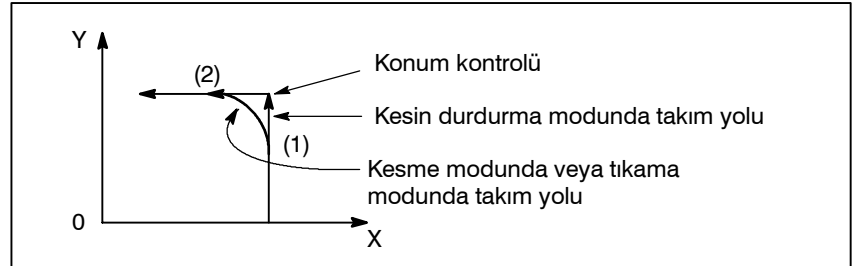 Y
(2)
Konum kontrolü
Kesin durdurma modunda takım yolu
(1)
Kesme modunda veya tıkama
modunda takım yolu
0
X